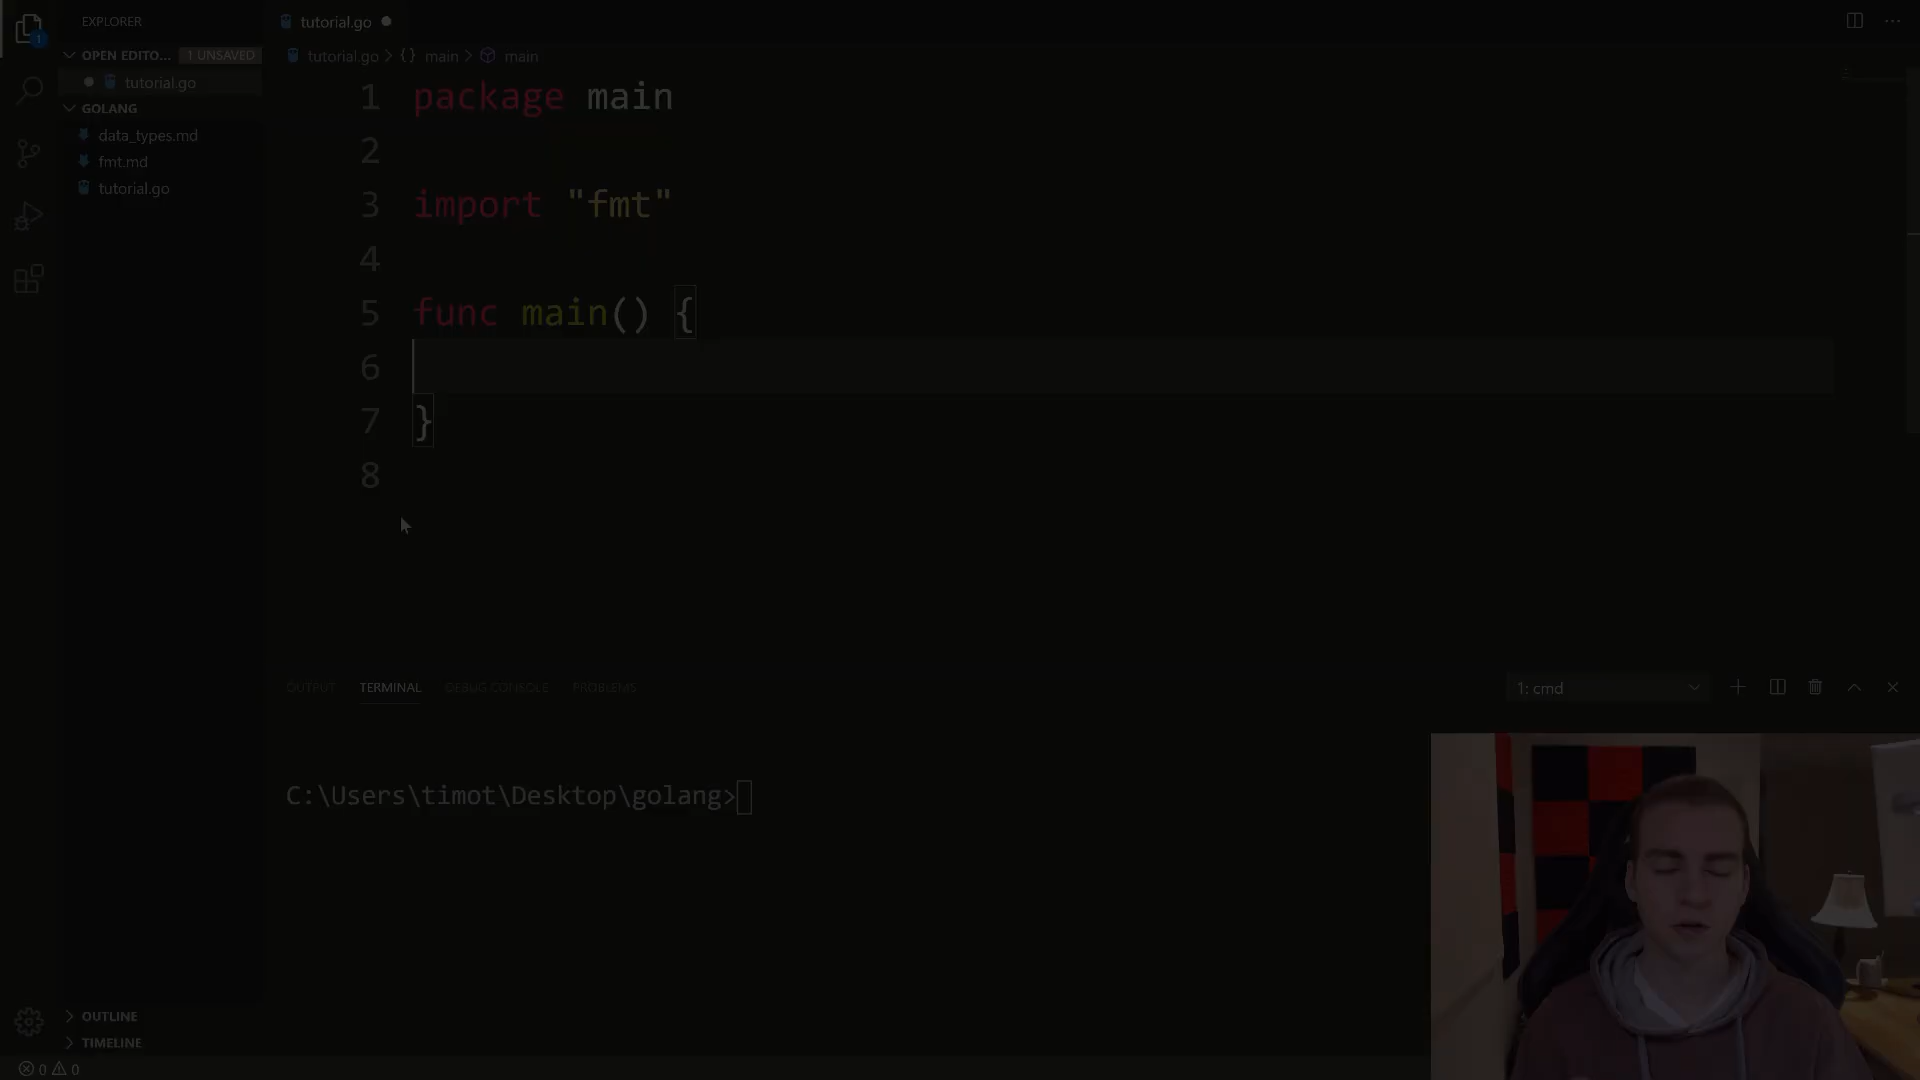 EXPLORER
OPEN EDITO... 1 UNSAVED
tutorial.go
GOLANG
data_types.md
fmt.md
tutorial.go
OUTLINE
TIMELINE
0 0
1
tutorial.go
tutorial.go > {} main > main
1 package main
2
3 import "fmt"
4
5 func main() {
6
7 }
8
OUTPUT TERMINAL DEBUG CONSOLE PROBLEMS
1: cmd
C:\Users\timot\Desktop\golang>